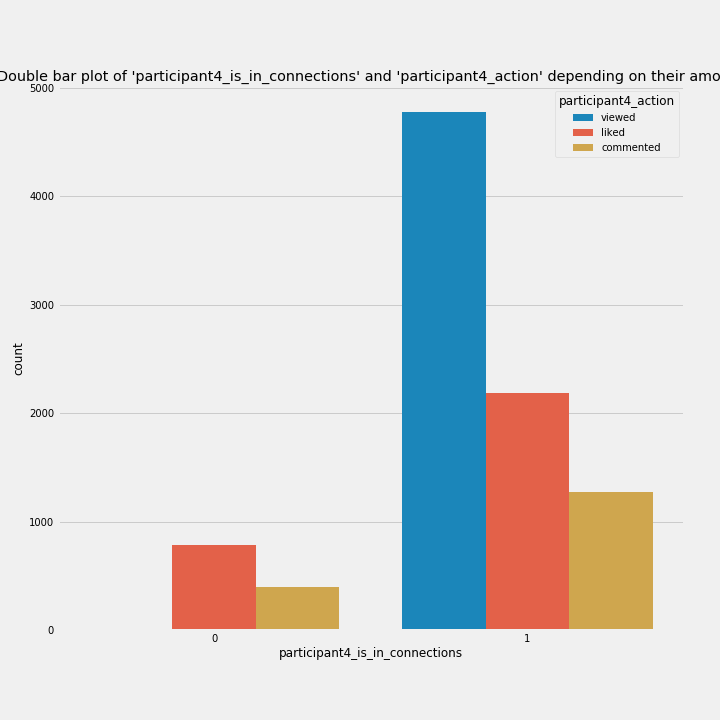 Double bar plot of 'participant4_is_in_connections' and 'participant4_action' depending on their amo
5000
4000
3000
2000
1000
0
count
participant4_action
viewed
liked
commented
0
1
participant4_is_in_connections